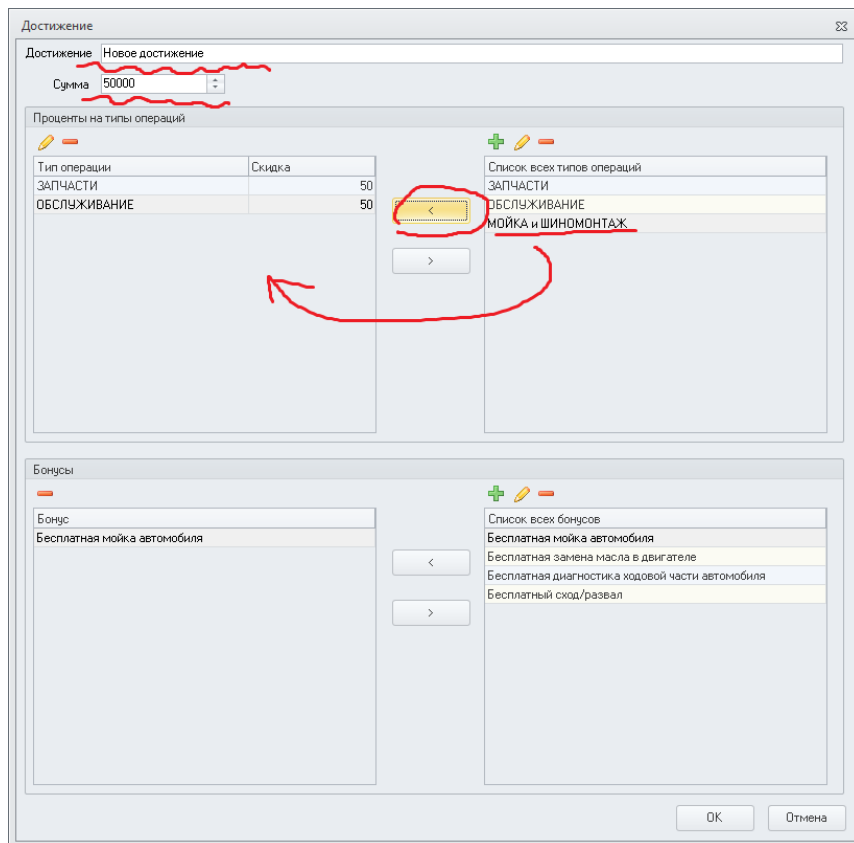 Достижение
Достижение Новое достижение
Сумма 50000
Проценты на типы операций
Тип операции Скидка
ЗАПЧАСТИ 50
ОБСЛУЖИВАНИЕ 50
<
>
Список всех типов операций
ЗАПЧАСТИ
ОБСЛУЖИВАНИЕ
МОЙКА и ШИНОМОНТАЖ
Бонусы
Бонус
Бесплатная мойка автомобиля
<
>
Список всех бонусов
Бесплатная мойка автомобиля
Бесплатная замена масла в двигателе
Бесплатная диагностика ходовой части автомобиля
Бесплатный сход/развал
OK Отмена